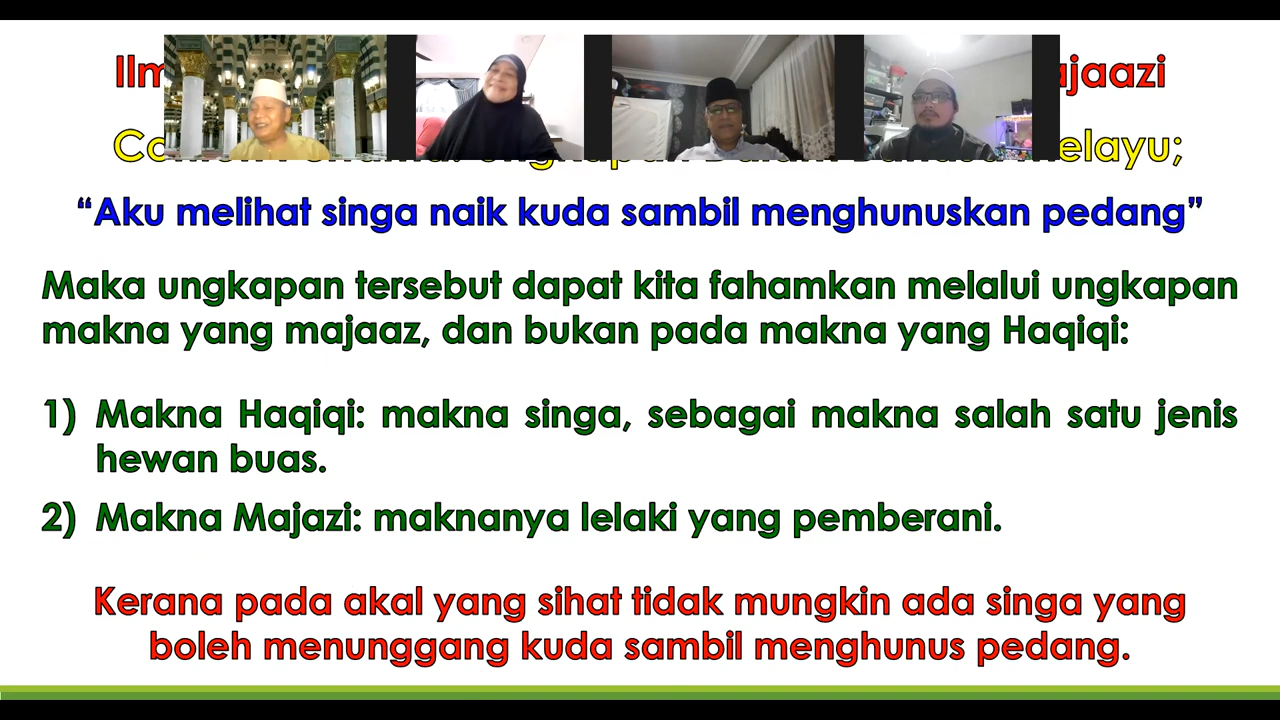 Ilm ajaazi
elayu;
“Aku melihat singa naik kuda sambil menghunuskan pedang”
Maka ungkapan tersebut dapat kita fahamkan melalui ungkapan
makna yang majaaz, dan bukan pada makna yang Haqiqi:
1) Makna Haqiqi: makna singa, sebagai makna salah satu jenis
hewan buas.
2) Makna Majazi: maknanya lelaki yang pemberani.
Kerana pada akal yang sihat tidak mungkin ada singa yang
boleh menunggang kuda sambil menghunus pedang.